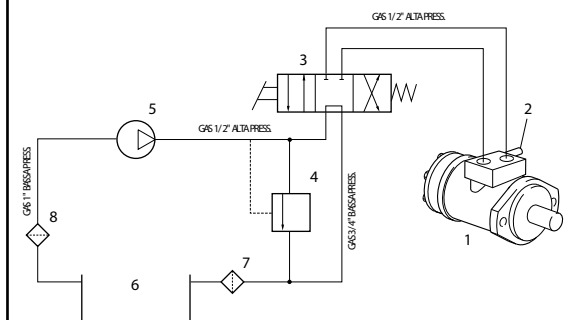 GAS 1/2" ALTA PRESS.
3
2
5
GAS 1/2" ALTA PRESS.
4
GAS 1" BASSA PRESS.
GAS 3/4" BASSA PRESS.
8
1
7
6